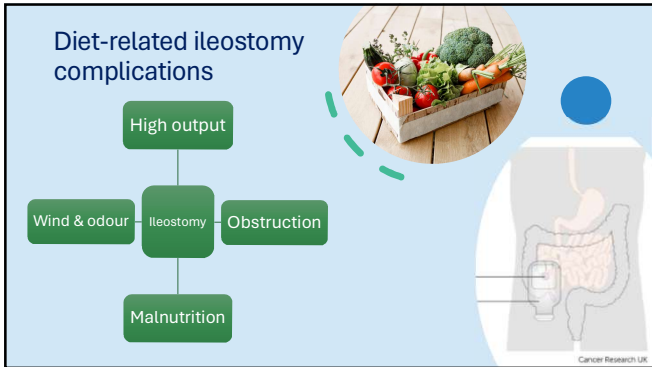 Diet-related ileostomy
complications
High output
Wind & odour
Ileostomy
Obstruction
Malnutrition
Cancer Research UK